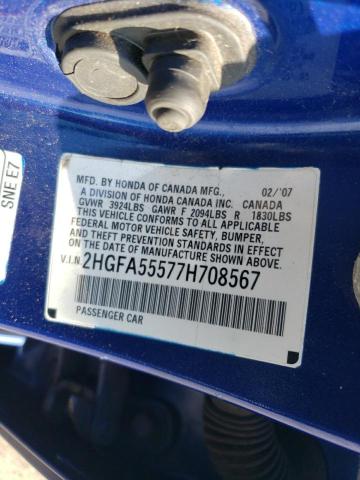 SNE E7
MFD. BY HONDA OF CANADA MFG., 02/'07
A DIVISION OF HONDA CANADA INC. CANADA
GVWR 3924LBS GAWR F 2094LBS R 1830LBS
THIS VEHICLE CONFORMS TO ALL APPLICABLE
FEDERAL MOTOR VEHICLE SAFETY, BUMPER,
AND THEFT PREVENTION STANDARDS IN EFFECT
ON THE DATE OF MANUFACTURE SHOWN ABOVE.
V.I.N. 2HGFA55577H708567
PASSENGER CAR